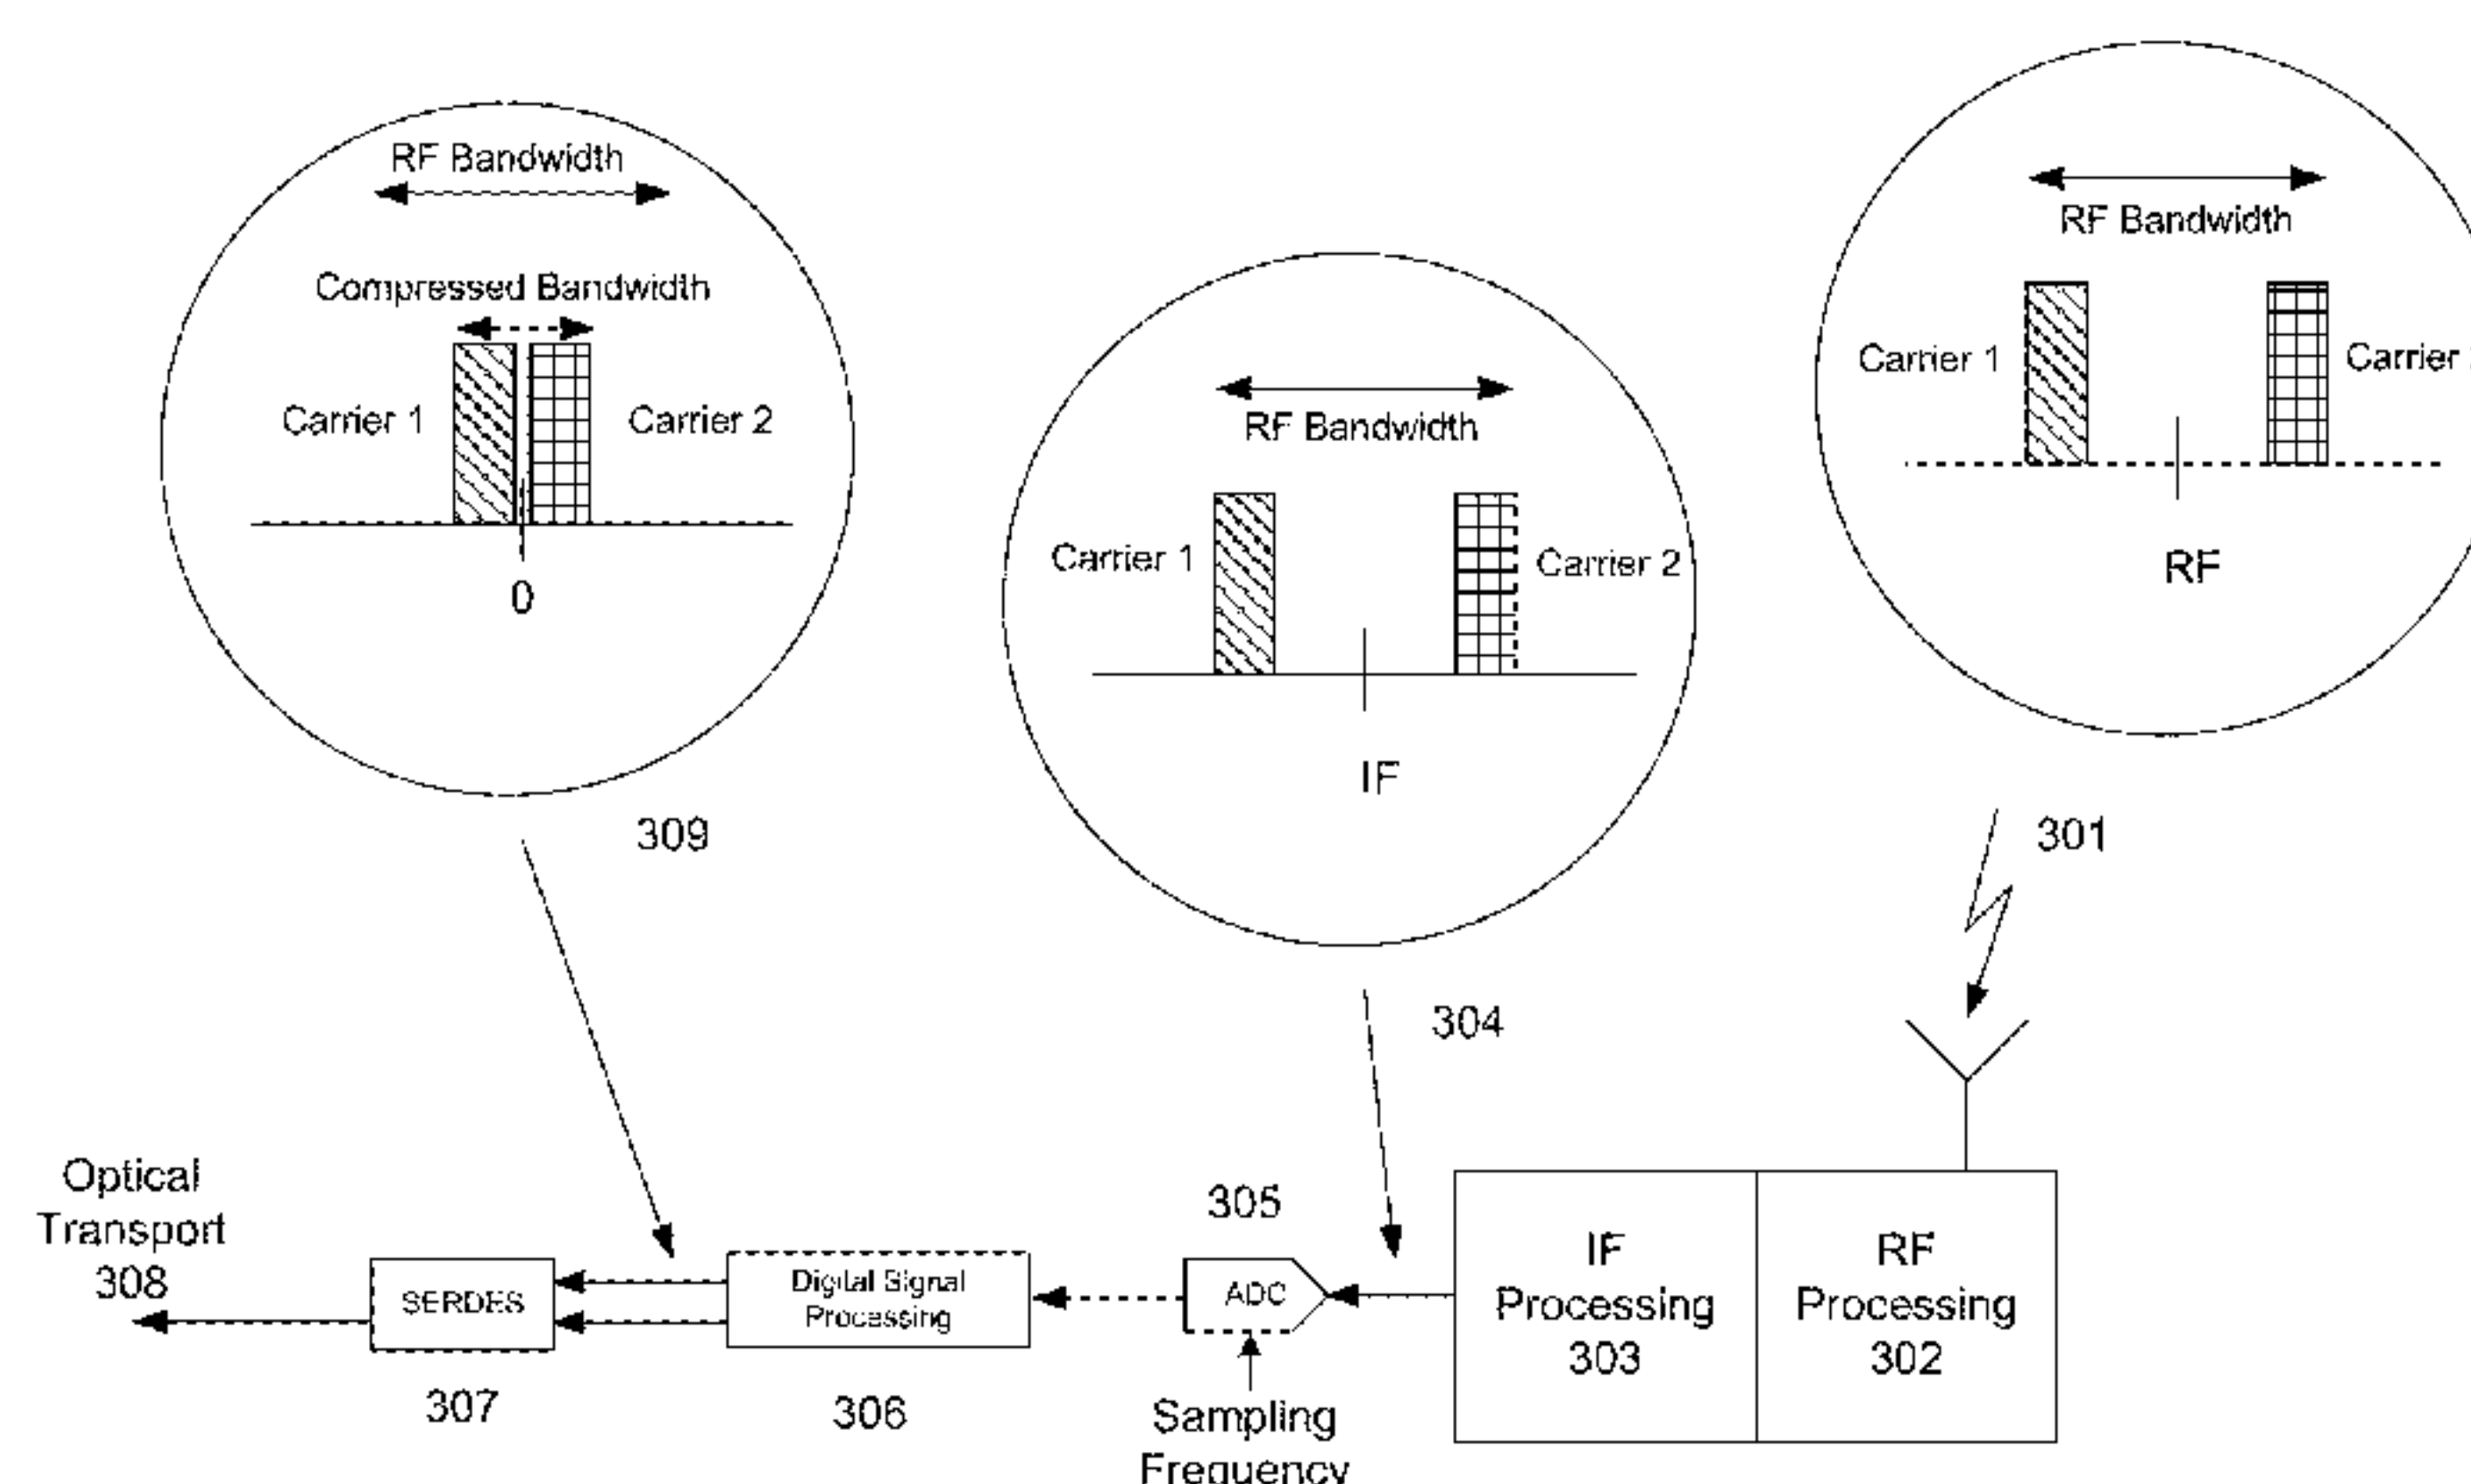 RF Bandwidth
Compressed Bandwidth
Carrier 1
Carrier 2
0
309
RF Bandwidth
Carrier 1
Carrier 2
IF
304
RF Bandwidth
Carrier 1
Carrier
RF
301
Optical
Transport
308
SERDES
307
Digital Signal
Processing
306
305
ADC
Sampling
Frequency
IF
Processing
303
RF
Processing
302